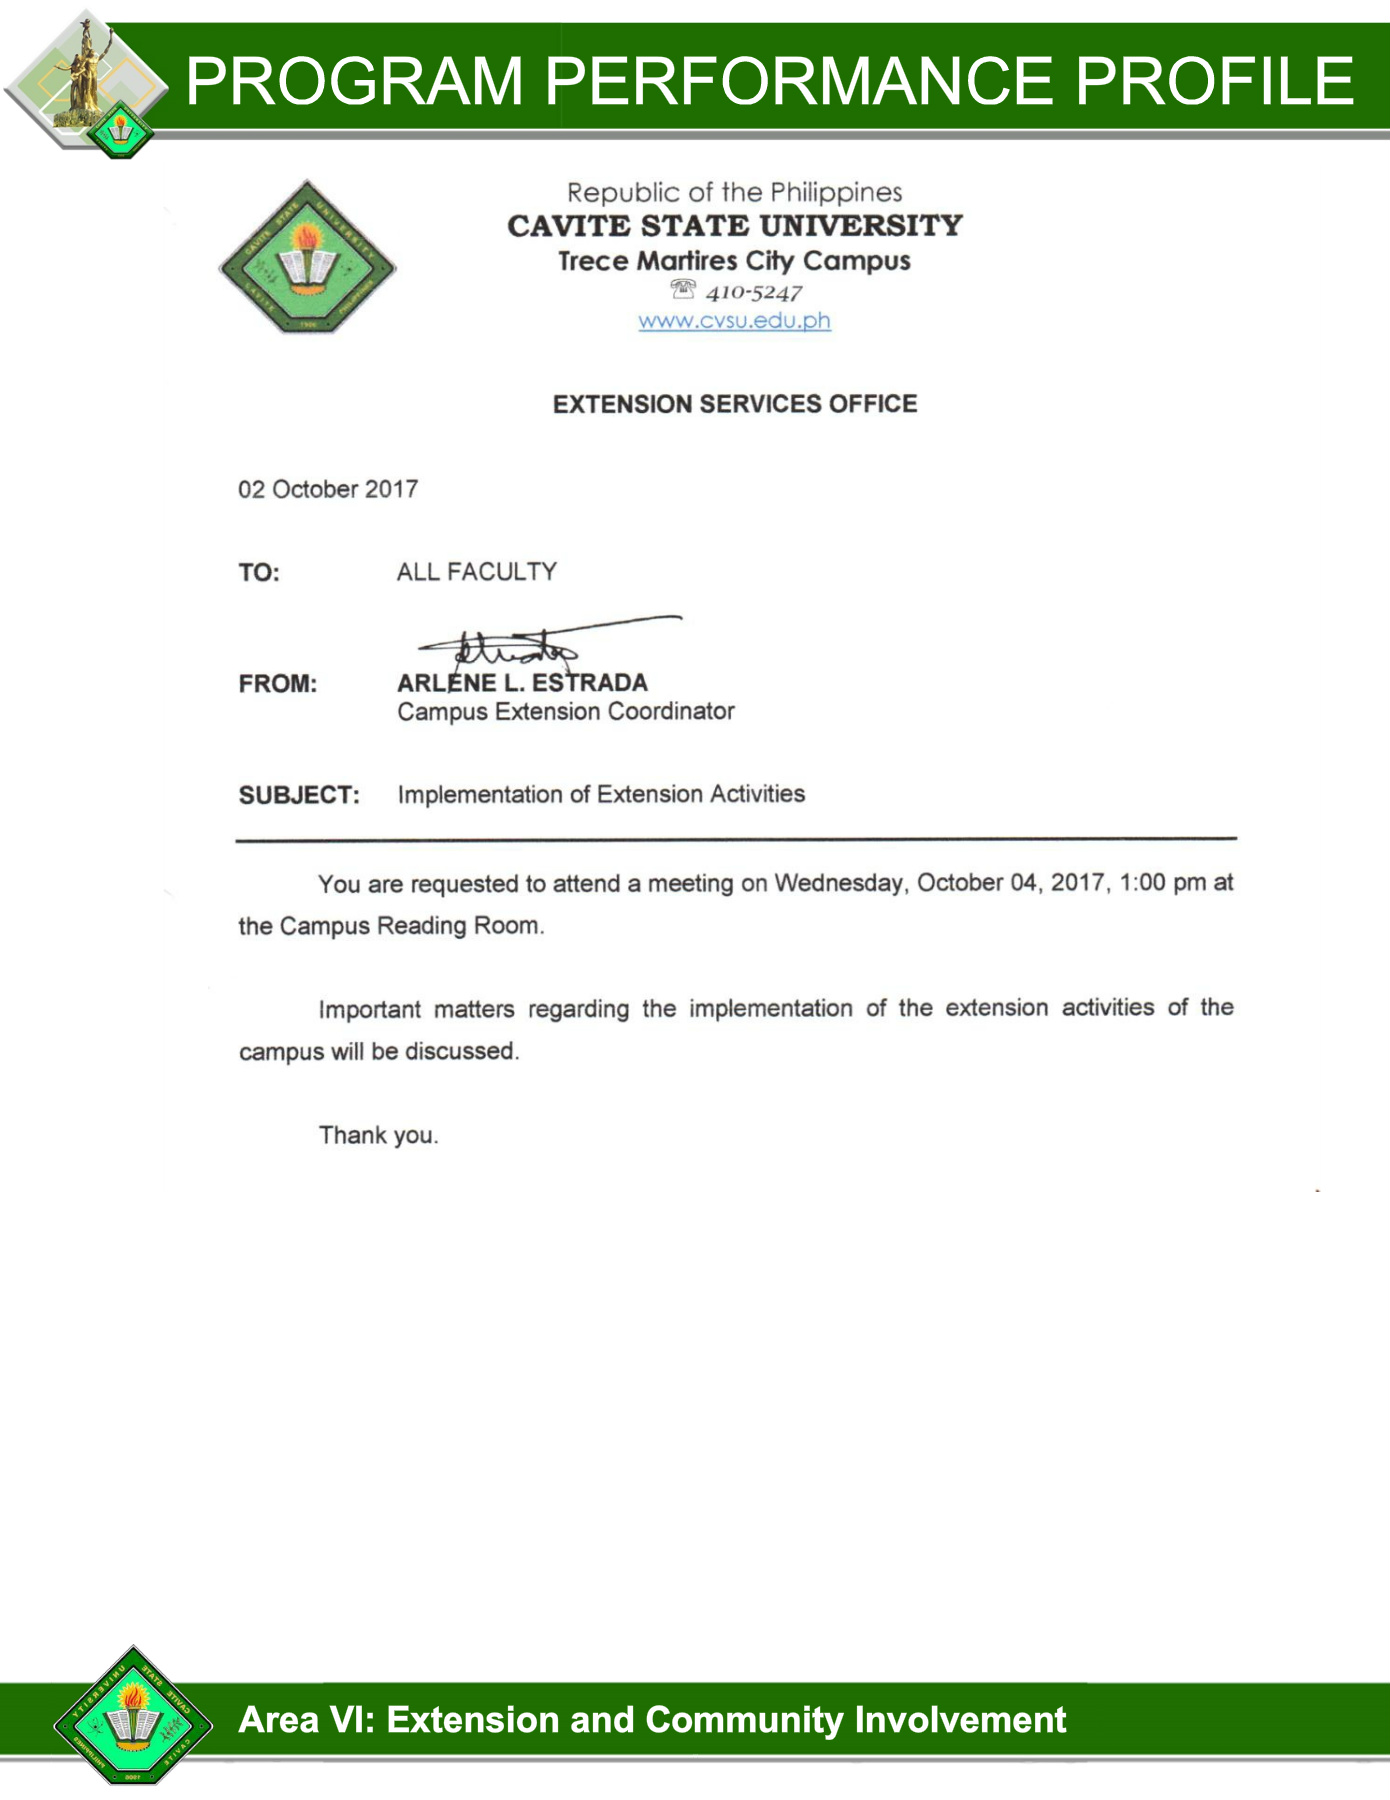 PROGRAM PERFORMANCE PROFILE
Republic of the Philippines
CAVITE STATE UNIVERSITY
Trece Martires City Campus
☏ 410-5247
www.cvsu.edu.ph
EXTENSION SERVICES OFFICE
02 October 2017
TO: ALL FACULTY
FROM: ARLENE L. ESTRADA
Campus Extension Coordinator
SUBJECT: Implementation of Extension Activities
You are requested to attend a meeting on Wednesday, October 04, 2017, 1:00 pm at
the Campus Reading Room.
Important matters regarding the implementation of the extension activities of the
campus will be discussed.
Thank you.
Area VI: Extension and Community Involvement